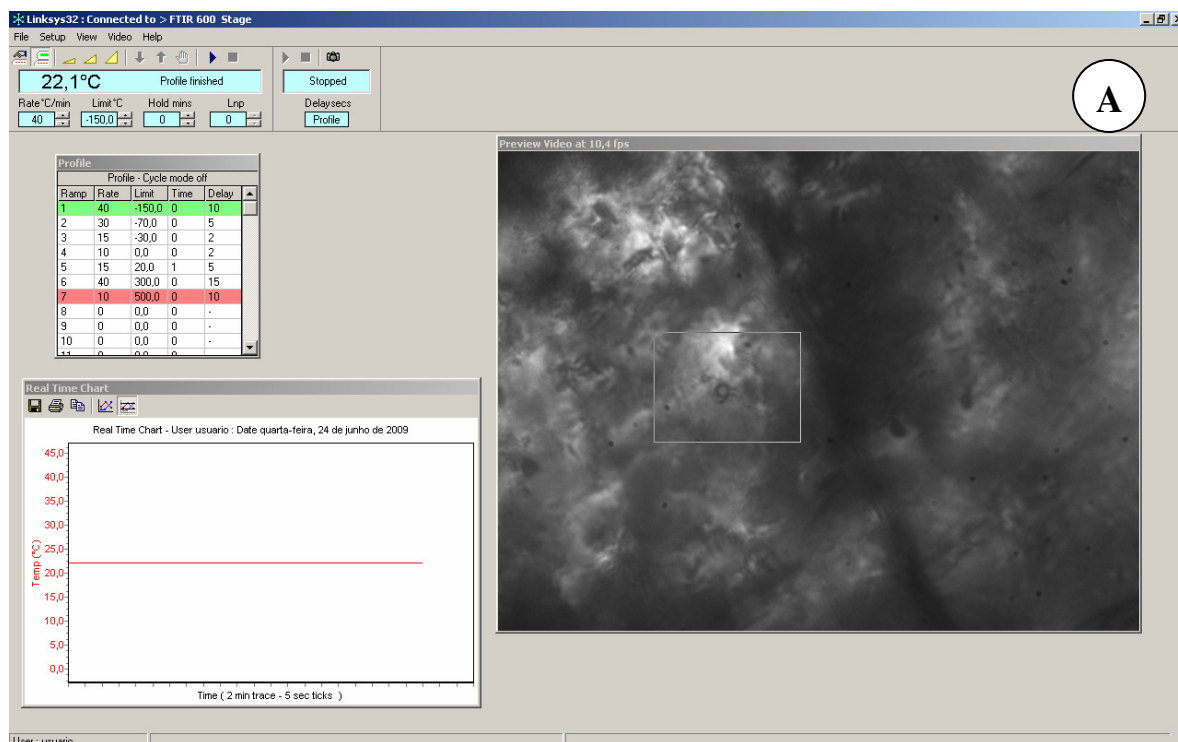 Linksys32 : Connected to > FTIR 600 Stage
File Setup View Video Help
22,1°C Profile finished
Stopped
Rate°C/min Limit°C Hold mins Lnp
Delaysecs
40 -150,0 0 0
Profile
A
Profile
Profile - Cycle mode off
Ramp Rate Limit Time Delay
1 40 -150,0 0 10
2 30 -70,0 0 5
3 15 -30,0 0 2
4 10 0,0 0 2
5 15 20,0 1 5
6 40 300,0 0 15
7 10 500,0 0 10
8 0 0,0 0 -
9 0 0,0 0 -
10 0 0,0 0 -
11 0 0,0 0
Preview Video at 10,4 fps
Real Time Chart
Real Time Chart - User usuario : Date quarta-feira, 24 de junho de 2009
Temp (°C)
45,0
40,0
35,0
30,0
25,0
20,0
15,0
10,0
5,0
0,0
Time ( 2 min trace - 5 sec ticks )
User : usuario